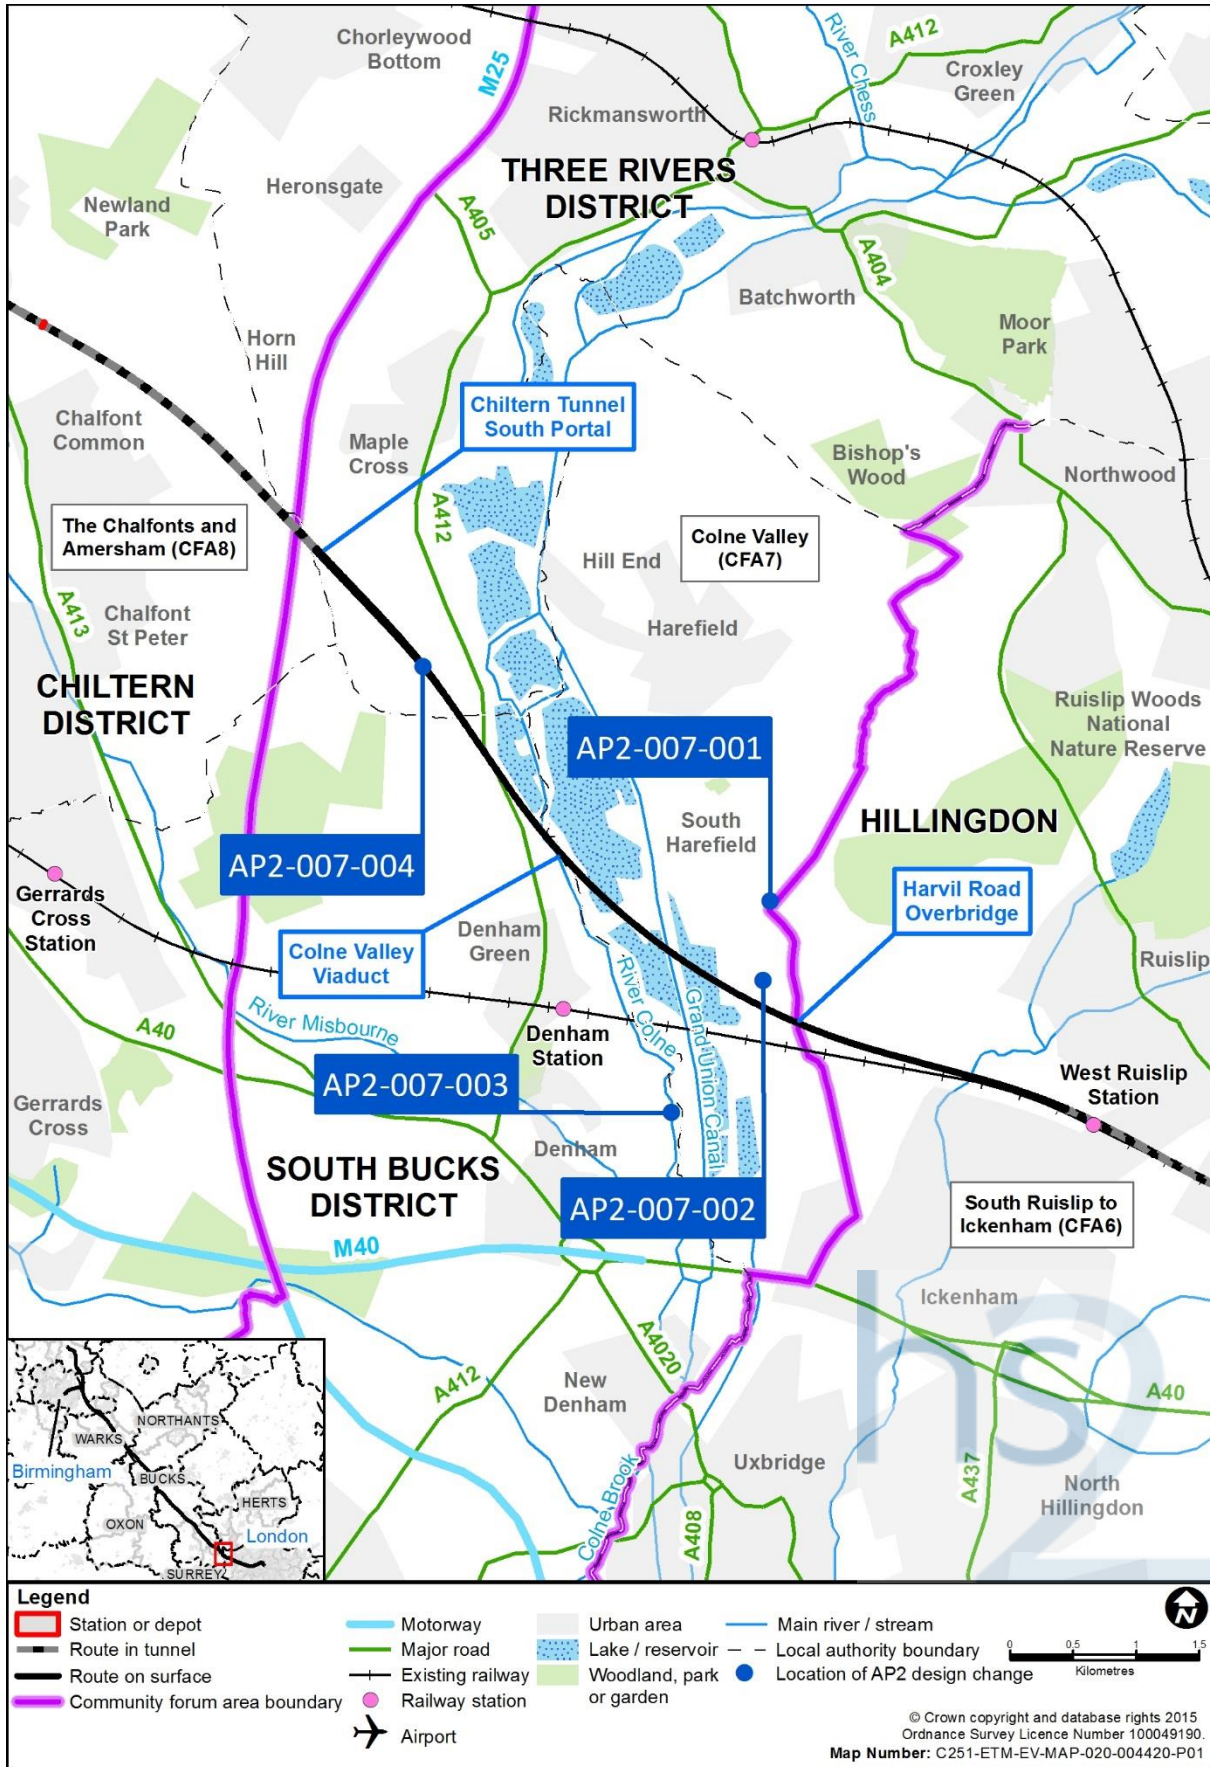 Chorleywood
Bottom
M25
River Chess
A412
Croxley
Green
Rickmansworth
THREE RIVERS
DISTRICT
Heronsgate
Newland
Park
A405
A404
Batchworth
Moor
Park
Horn
Hill
Chiltern Tunnel
South Portal
Chalfont
Common
Maple
Cross
Bishop's
Wood
Northwood
A412
The Chalfonts and
Amersham (CFA8)
Colne Valley
(CFA7)
Hill End
A413
Chalfont
St Peter
Harefield
CHILTERN
DISTRICT
Ruislip Woods
National
Nature Reserve
AP2-007-001
South
Harefield
HILLINGDON
AP2-007-004
Gerrards
Cross
Station
Harvil Road
Overbridge
Denham
Green
Colne Valley
Viaduct
Ruislip
River Colne
Grand Union Canal
River Misbourne
A40
Denham
Station
West Ruislip
Station
AP2-007-003
Gerrards
Cross
Denham
SOUTH BUCKS
DISTRICT
AP2-007-002
South Ruislip to
Ickenham (CFA6)
M40
Ickenham
hs2
A4020
A412
New
Denham
A40
Uxbridge
A437
North
Hillingdon
Colne Brook
A408
NORTHANTS
WARKS
Birmingham
BUCKS
HERTS
OXON
London
SURREY
Legend
Station or depot
Route in tunnel
Route on surface
Community forum area boundary
Motorway
Major road
Existing railway
Railway station
Airport
Urban area
Lake / reservoir
Woodland, park
or garden
Main river / stream
Local authority boundary
Location of AP2 design change
N
0 0.5 1 1.5
Kilometres
© Crown copyright and database rights 2015
Ordnance Survey Licence Number 100049190.
Map Number: C251-ETM-EV-MAP-020-004420-P01